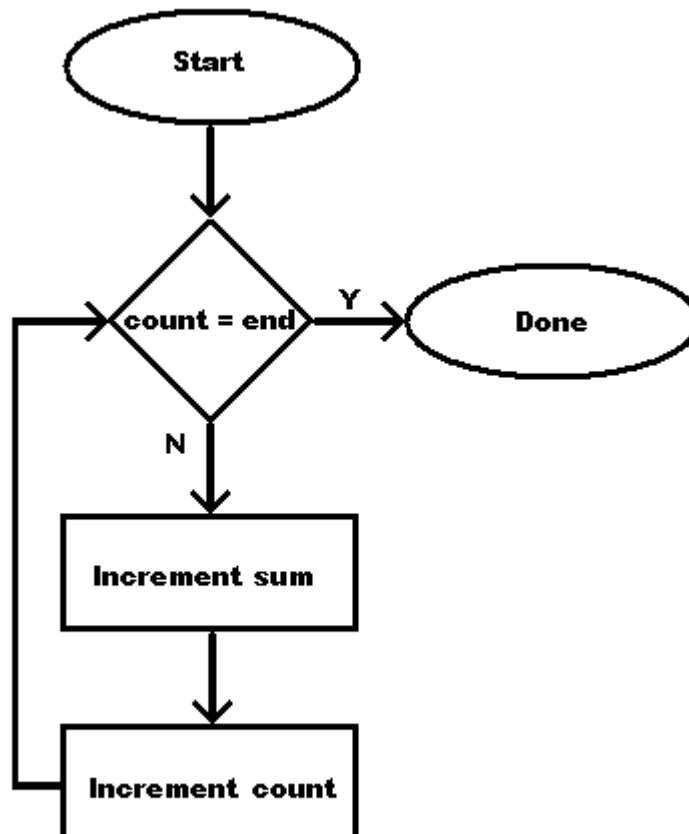 Start
count = end
Y
Done
N
Increment sum
Increment count